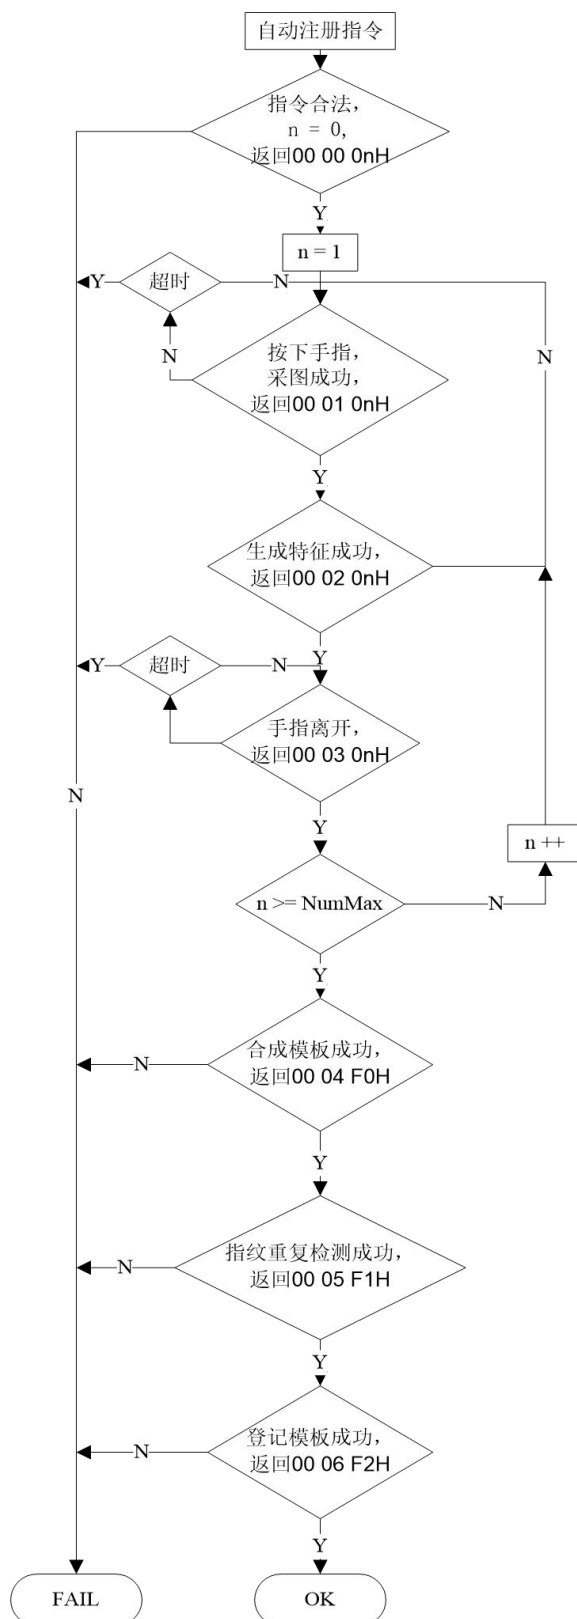 自动注册指令
指令合法，
n = 0,
返回00 00 0nH
Y
n = 1
Y
超时
N
N
按下手指，
采图成功，
返回00 01 0nH
N
Y
生成特征成功，
返回00 02 0nH
Y
Y
超时
N
手指离开，
返回00 03 0nH
N
Y
n ++
n >= NumMax
N
Y
合成模板成功，
返回00 04 F0H
N
Y
指纹重复检测成功，
返回00 05 F1H
N
Y
登记模板成功，
返回00 06 F2H
N
Y
FAIL
OK